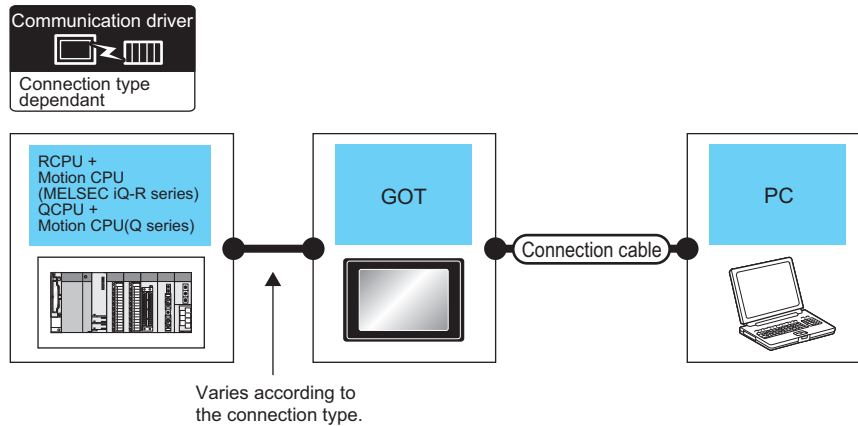 Communication driver
Connection type
dependant
RCPU +
Motion CPU
(MELSEC iQ-R series)
QCPU +
Motion CPU(Q series)
GOT
Connection cable
PC
Varies according to
the connection type.